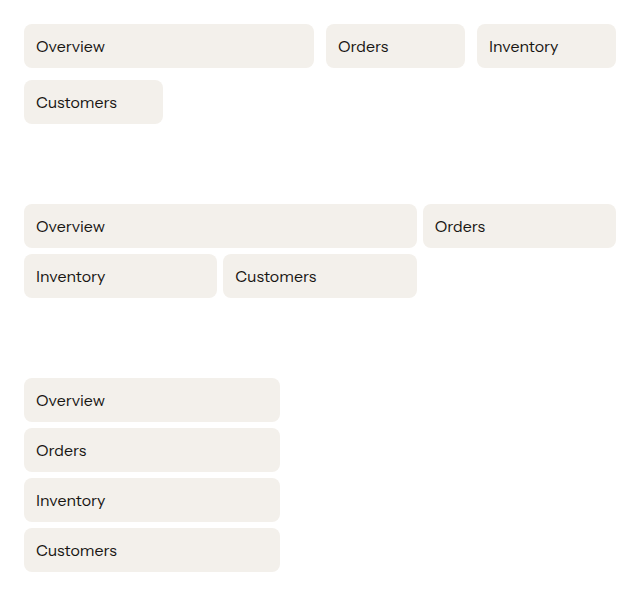 Overview Orders Inventory
Customers
Overview Orders
Inventory Customers
Overview
Orders
Inventory
Customers